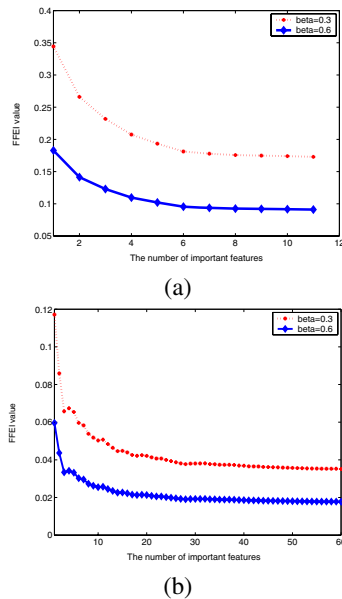 0.4
beta=0.3
beta=0.6
0.35
0.3
0.25
FFEI value
0.2
0.15
0.1
0.05
2 4 6 8 10 12
The number of important features
(a)
0.12
beta=0.3
beta=0.6
0.1
0.08
FFEI value
0.06
0.04
0.02
0
10 20 30 40 50 60
The number of important features
(b)